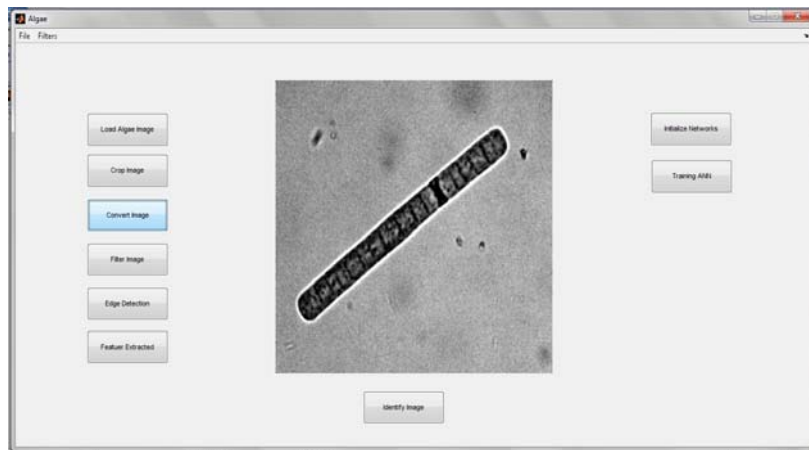 Algae
File Filters
Load Algae Image
Crop Image
Convert Image
Filter Image
Edge Detection
Featuer Extracted
Initialize Networks
Training ANN
Identify Image